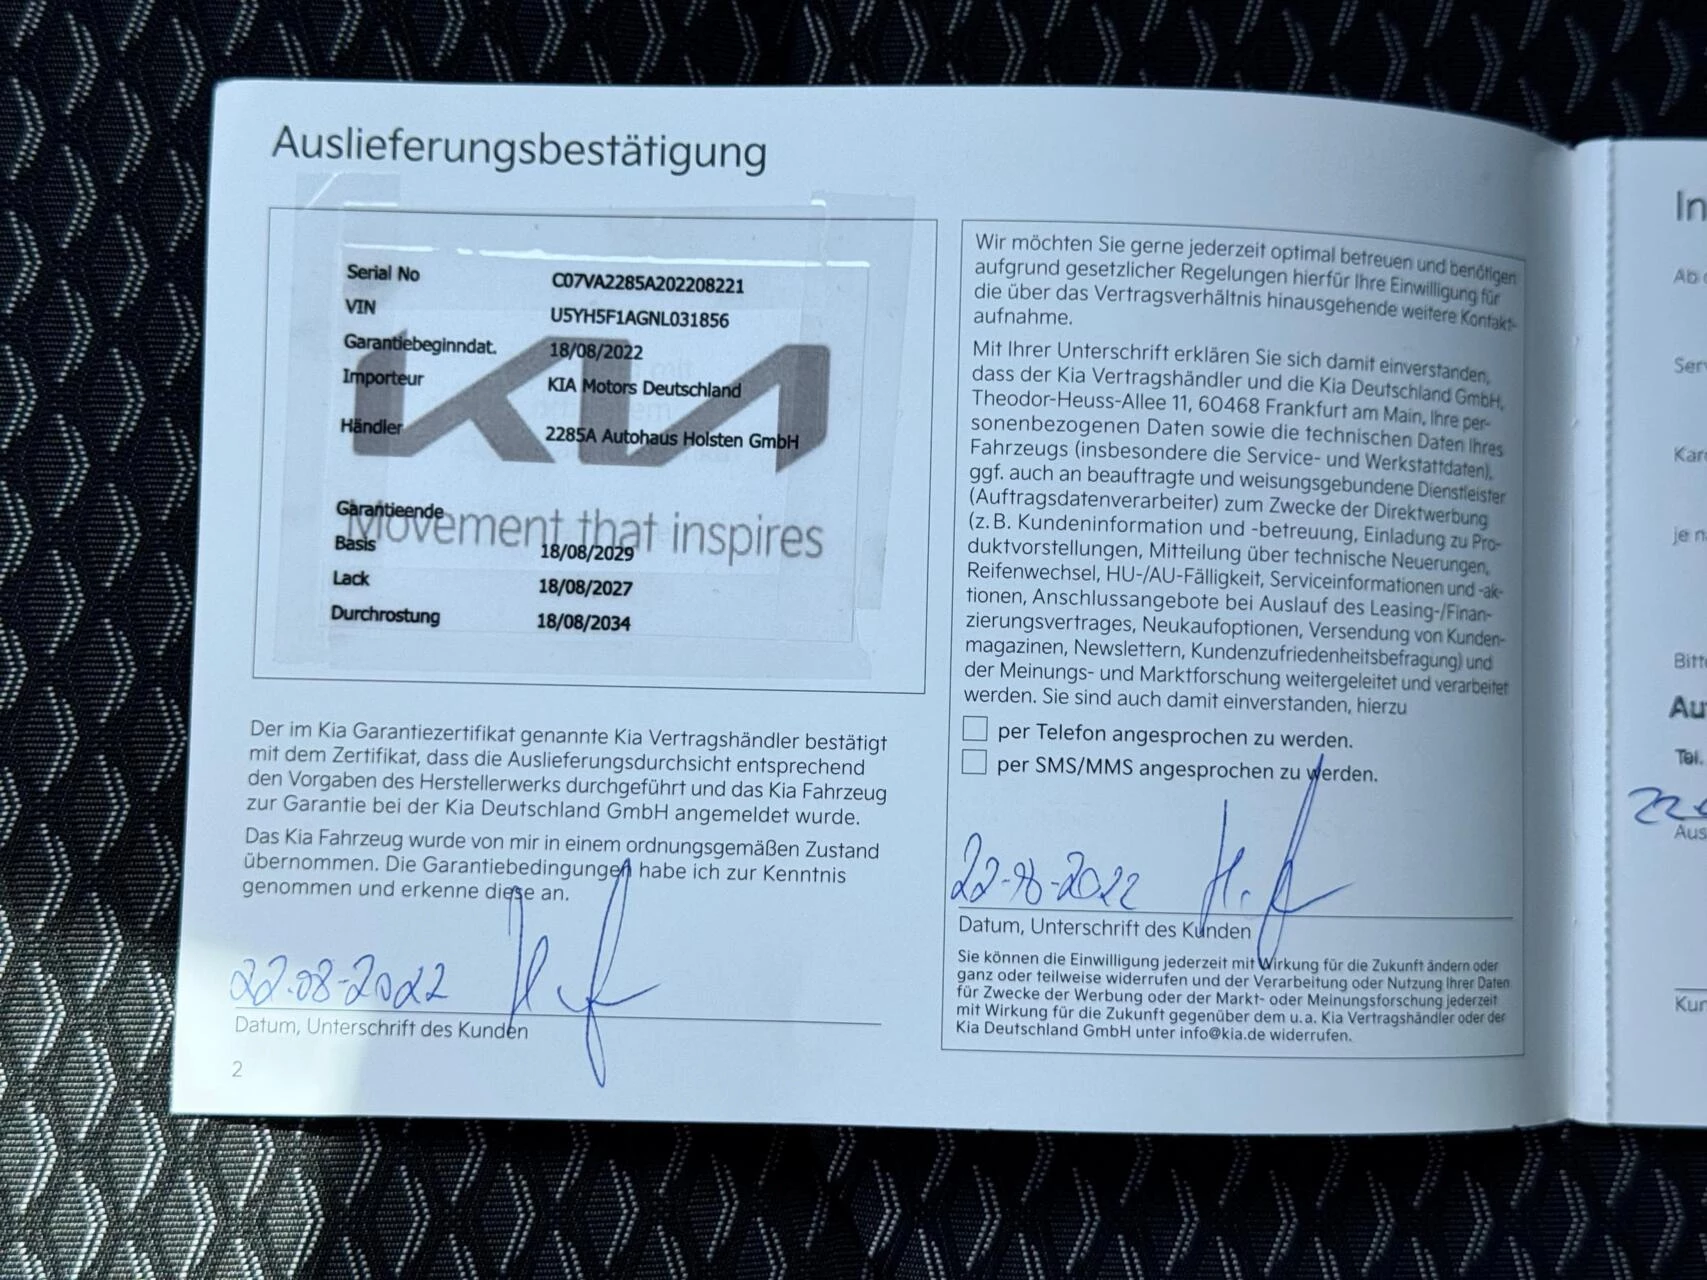 Auslieferungsbestätigung
Serial No C07VA2285A202208221
VIN U5YH5F1AGNL031856
Garantiebeginndat. 18/08/2022
Importeur KIA Motors Deutschland
Händler 2285A Autohaus Holsten GmbH
KIA
Garantieende
Movement that inspires
Basis 18/08/2029
Lack 18/08/2027
Durchrostung 18/08/2034
Der im Kia Garantiezertifikat genannte Kia Vertragshändler bestätigt
mit dem Zertifikat, dass die Auslieferungsdurchsicht entsprechend
den Vorgaben des Herstellerwerks durchgeführt und das Kia Fahrzeug
zur Garantie bei der Kia Deutschland GmbH angemeldet wurde.
Das Kia Fahrzeug wurde von mir in einem ordnungsgemäßen Zustand
übernommen. Die Garantiebedingungen habe ich zur Kenntnis
genommen und erkenne diese an.
22.08-2022
Datum, Unterschrift des Kunden
2
Wir möchten Sie gerne jederzeit optimal betreuen und benötigen
aufgrund gesetzlicher Regelungen hierfür Ihre Einwilligung für
die über das Vertragsverhältnis hinausgehende weitere Kontakt-
aufnahme.
Mit Ihrer Unterschrift erklären Sie sich damit einverstanden,
dass der Kia Vertragshändler und die Kia Deutschland GmbH,
Theodor-Heuss-Allee 11, 60468 Frankfurt am Main, Ihre per-
sonenbezogenen Daten sowie die technischen Daten Ihres
Fahrzeugs (insbesondere die Service- und Werkstattdaten),
ggf. auch an beauftragte und weisungsgebundene Dienstleister
(Auftragsdatenverarbeiter) zum Zwecke der Direktwerbung
(z. B. Kundeninformation und -betreuung, Einladung zu Pro-
duktvorstellungen, Mitteilung über technische Neuerungen,
Reifenwechsel, HU-/AU-Fälligkeit, Serviceinformationen und -ak-
tionen, Anschlussangebote bei Auslauf des Leasing-/Finan-
zierungsvertrages, Neukaufoptionen, Versendung von Kunden-
magazinen, Newslettern, Kundenzufriedenheitsbefragung) und
der Meinungs- und Marktforschung weitergeleitet und verarbeitet
werden. Sie sind auch damit einverstanden, hierzu
per Telefon angesprochen zu werden.
per SMS/MMS angesprochen zu werden.
22-8-2022
Datum, Unterschrift des Kunden
Sie können die Einwilligung jederzeit mit Wirkung für die Zukunft ändern oder
ganz oder teilweise widerrufen und der Verarbeitung oder Nutzung Ihrer Daten
für Zwecke der Werbung oder der Markt- oder Meinungsforschung jederzeit
mit Wirkung für die Zukunft gegenüber dem u. a. Kia Vertragshändler oder der
Kia Deutschland GmbH unter info@kia.de widerrufen.
In
Ab
Ser
Kar
je n
Bitt
Au
Tel.
22
Aus
Kur